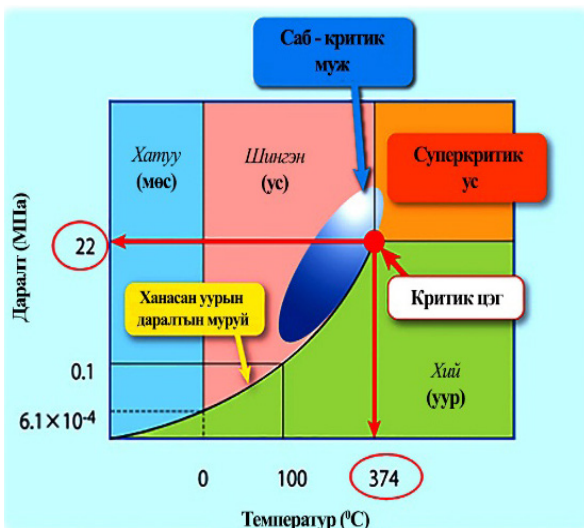 Саб - критик
муж
Хатуу
(мөс)
Шингэн
(ус)
Суперкритик
ус
Даралт (МПа)
22
Ханасан уурын
даралтын муруй
Критик цэг
0.1
Хий
(уур)
6.1×10⁻⁴
0
100
374
Температур (⁰С)